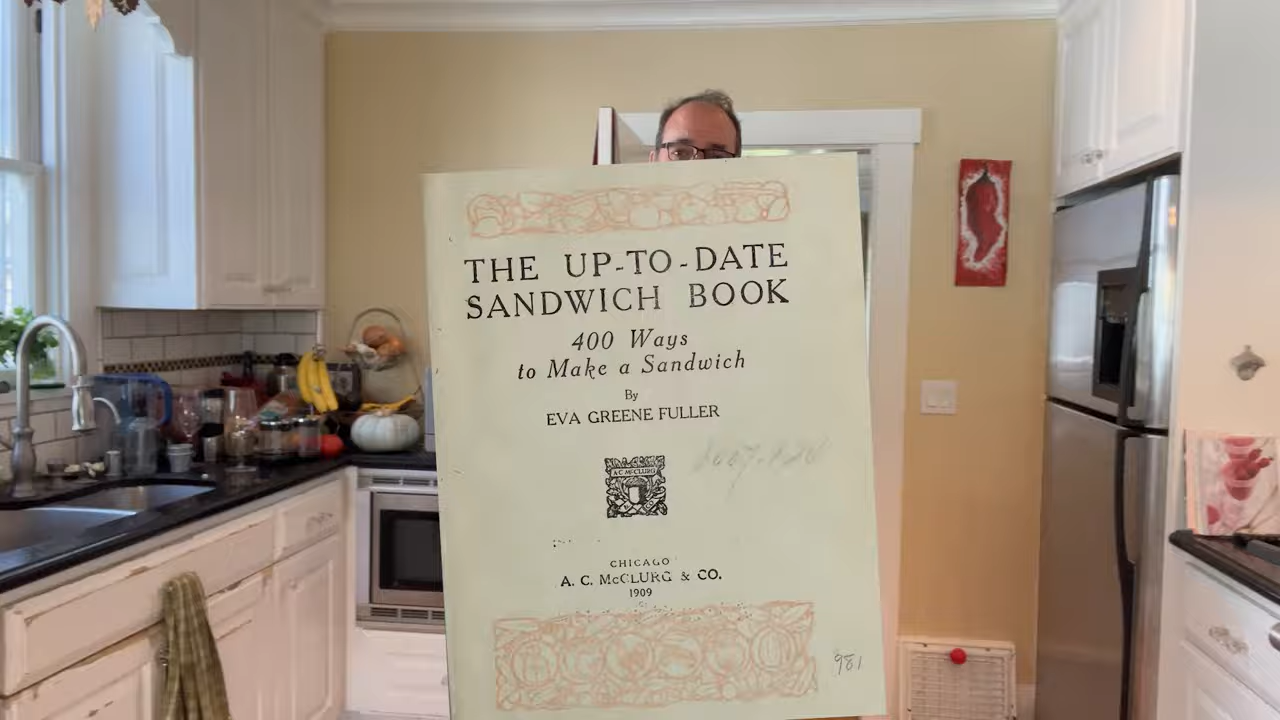 THE UP-TO-DATE
SANDWICH BOOK
400 Ways
to Make a Sandwich
By
EVA GREENE FULLER
A C McCLURG
CHICAGO
A. C. McCLURG & CO.
1909
981